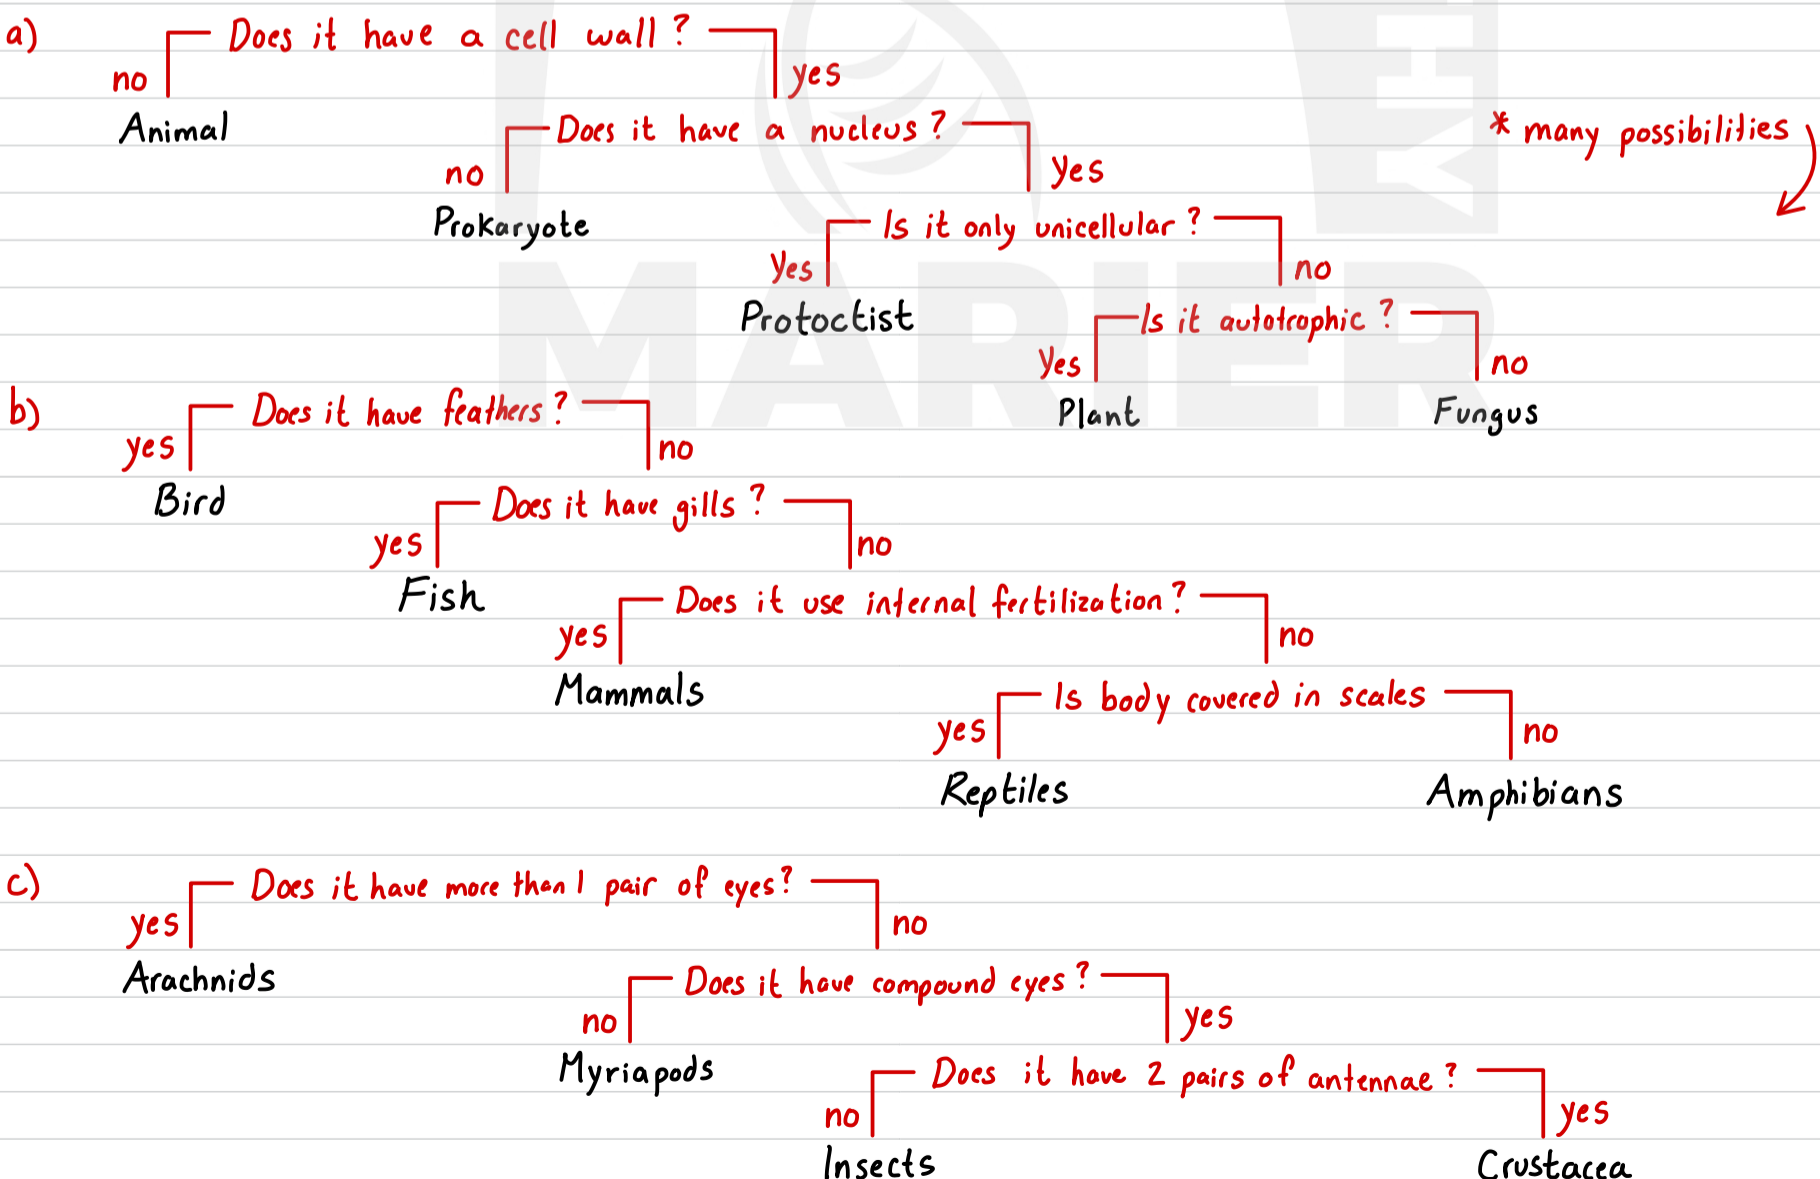 a) Does it have a cell wall ?
no yes
Animal Does it have a nucleus ? * many possibilities
no Yes
Prokaryote Is it only unicellular ?
Yes no
Protoctist Is it autotrophic ?
Yes no
b) Does it have feathers ? Plant Fungus
yes no
Bird Does it have gills ?
yes no
Fish Does it use internal fertilization ?
yes no
Mammals Is body covered in scales
yes no
Reptiles Amphibians
c) Does it have more than 1 pair of eyes ?
yes no
Arachnids Does it have compound eyes ?
no yes
Myriapods Does it have 2 pairs of antennae ?
no yes
Insects Crustacea
MARIER